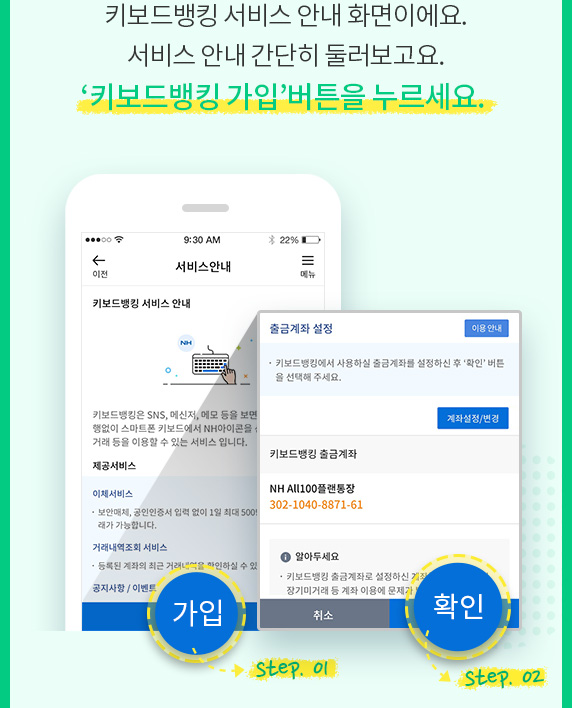 키보드뱅킹 서비스 안내 화면이에요.
서비스 안내 간단히 둘러보고요.
‘키보드뱅킹 가입’버튼을 누르세요.
9:30 AM
22%
이전
서비스안내
메뉴
키보드뱅킹 서비스 안내
NH
키보드뱅킹은 SNS, 메신저, 메모 등을 보면
행없이 스마트폰 키보드에서 NH아이콘을
거래 등을 이용할 수 있는 서비스 입니다.
제공서비스
이체서비스
· 보안매체, 공인인증서 입력 없이 1일 최대 500
래가 가능합니다.
거래내역조회 서비스
· 등록된 계좌의 최근 거래내역을 확인하실 수 있
공지사항 / 이벤트
가입
Step. 01
출금계좌 설정
이용안내
· 키보드뱅킹에서 사용하실 출금계좌를 설정하신 후 ‘확인’ 버튼
을 선택해 주세요.
계좌설정/변경
키보드뱅킹 출금계좌
NH All100플랜통장
302-1040-8871-61
알아두세요
· 키보드뱅킹 출금계좌로 설정하신 계좌
장기미거래 등 계좌 이용에 문제가
취소
확인
Step. 02